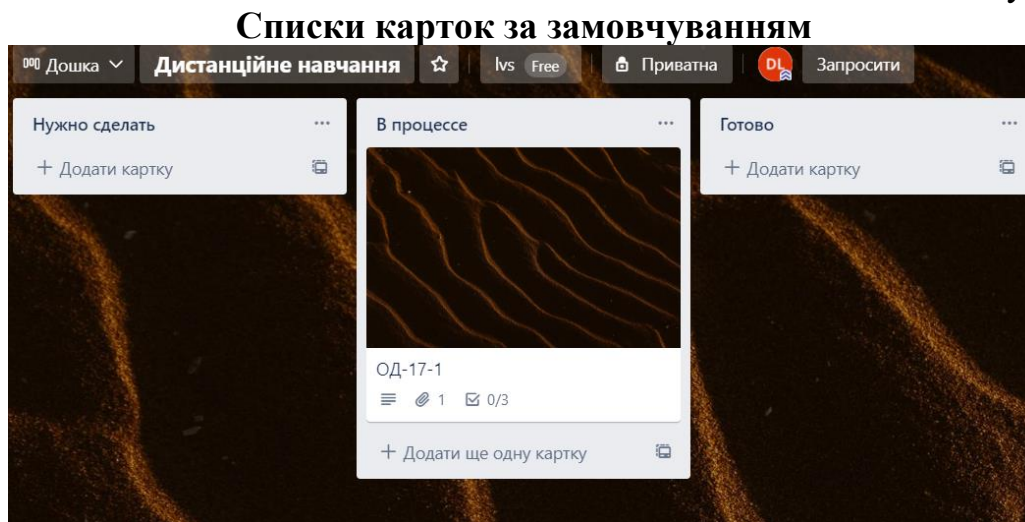 Списки карток за замовчуванням
Дошка Дистанційне навчання lvs Free Приватна DL Запросити
Нужно сделать ... В процессе ... Готово ...
+ Додати картку + Додати картку
ОД-17-1
1 0/3
+ Додати ще одну картку